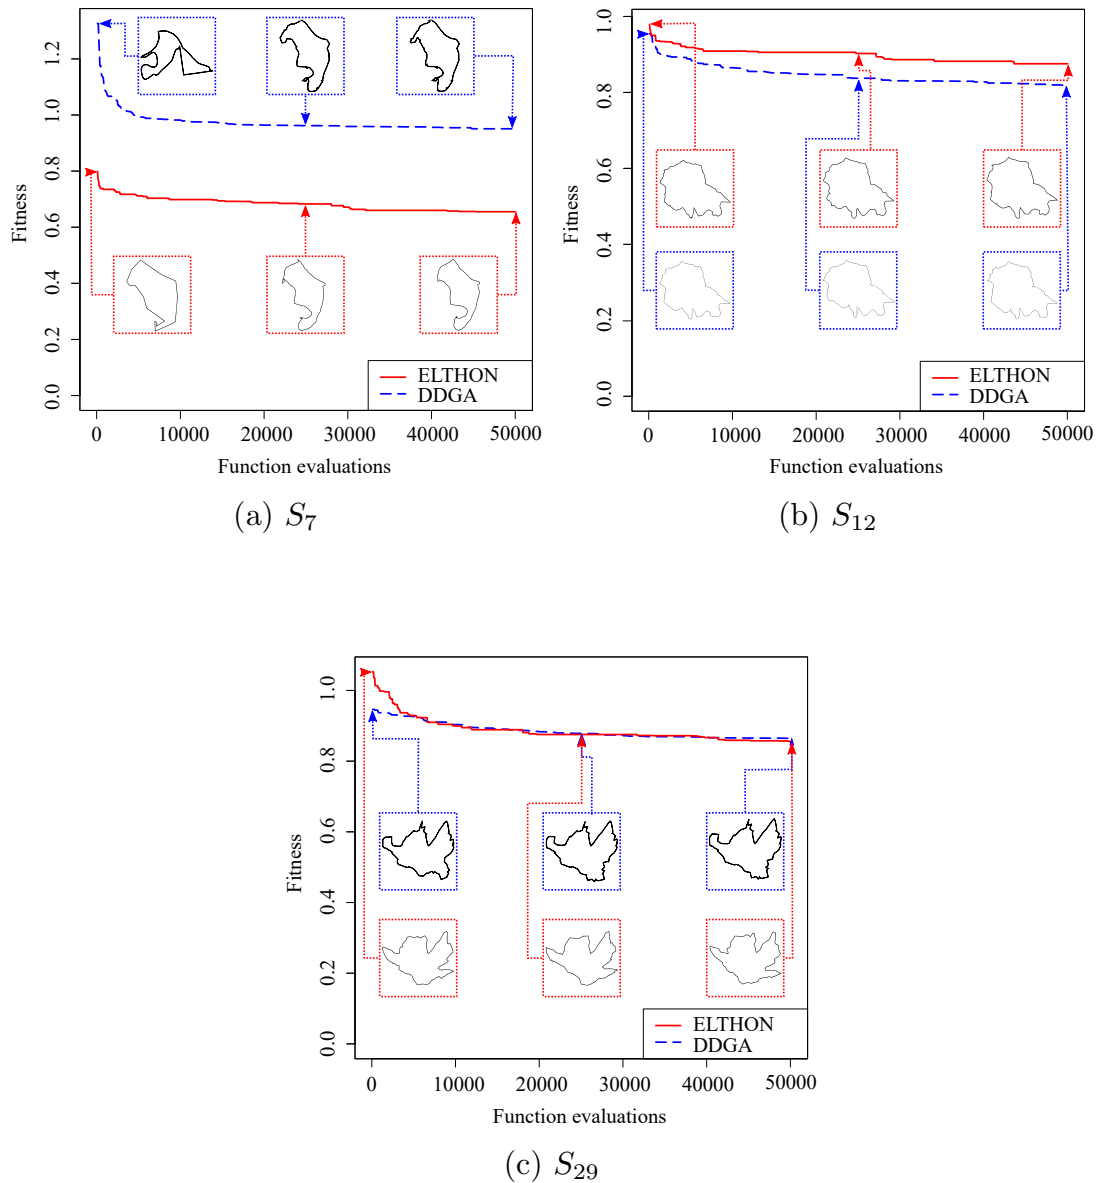 Fitness
0.0 0.2 0.4 0.6 0.8 1.0 1.2
ELTHON
DDGA
0 10000 20000 30000 40000 50000
Function evaluations
(a) S7
Fitness
0.0 0.2 0.4 0.6 0.8 1.0
ELTHON
DDGA
0 10000 20000 30000 40000 50000
Function evaluations
(b) S12
Fitness
0.0 0.2 0.4 0.6 0.8 1.0
ELTHON
DDGA
0 10000 20000 30000 40000 50000
Function evaluations
(c) S29